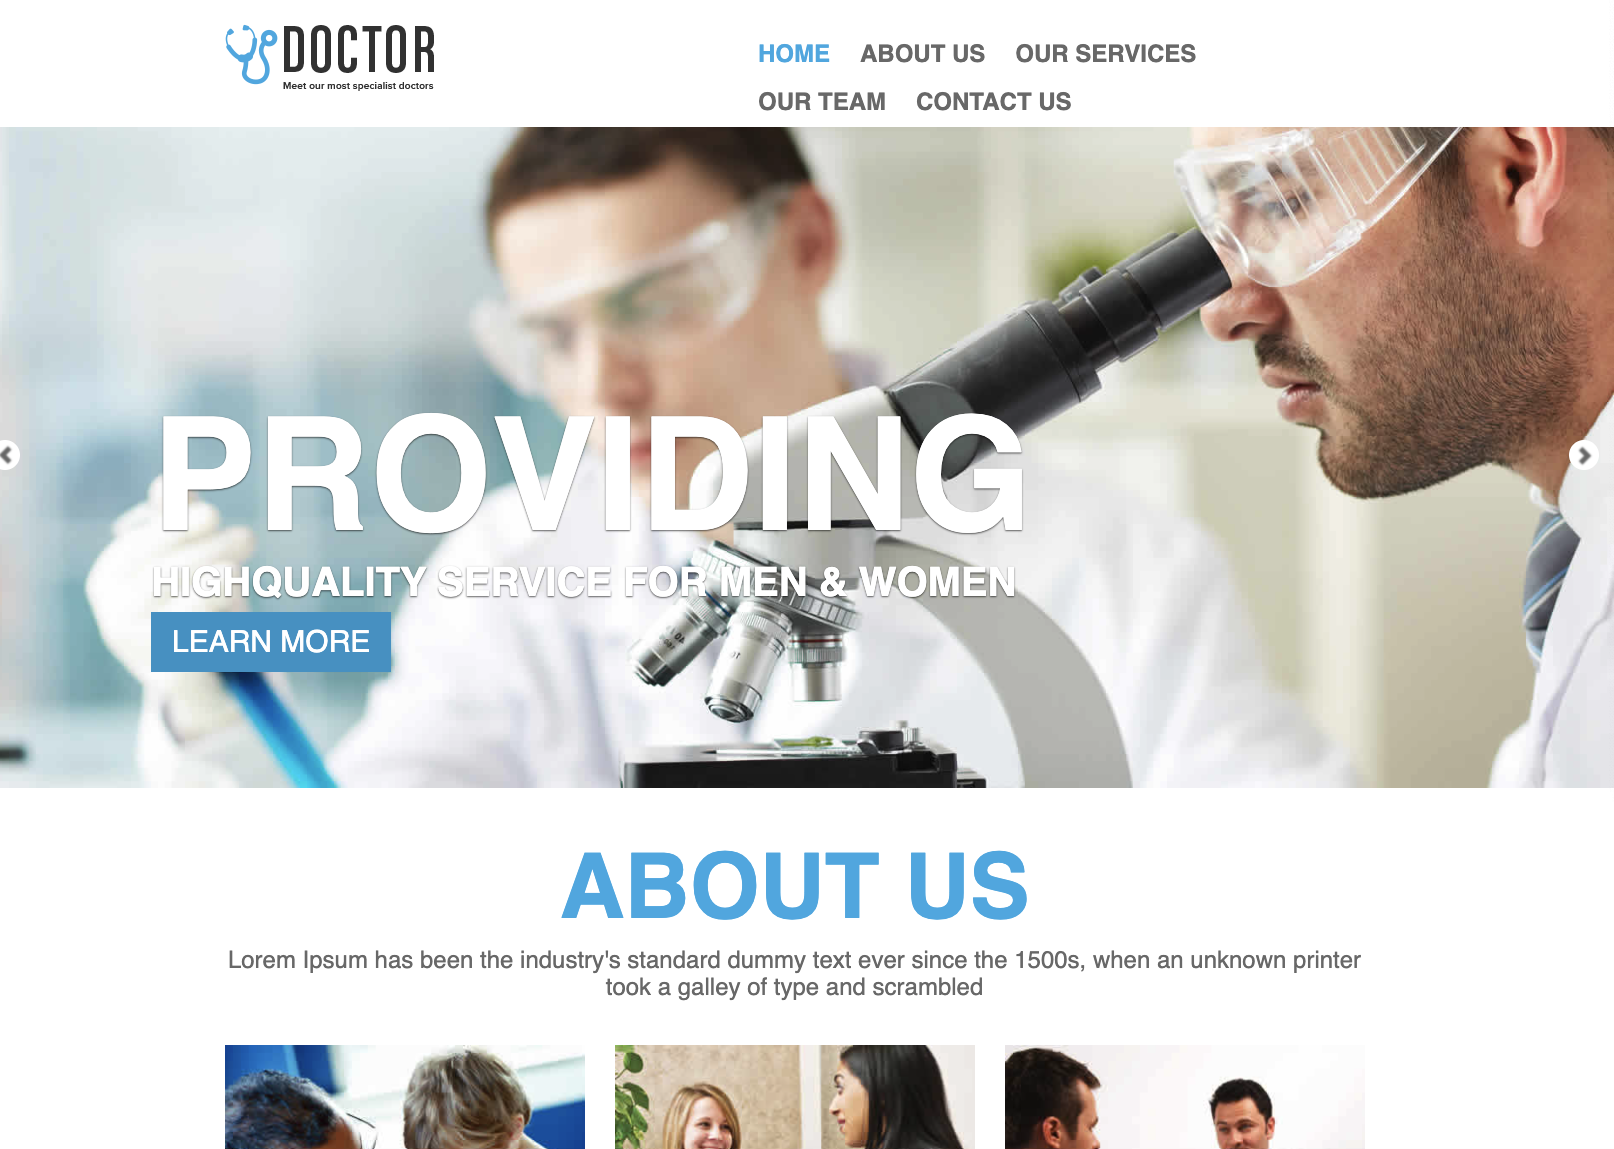 DOCTOR
Meet our most specialist doctors
HOME ABOUT US OUR SERVICES
OUR TEAM CONTACT US
PROVIDING
HIGHQUALITY SERVICE FOR MEN & WOMEN
LEARN MORE
ABOUT US
Lorem Ipsum has been the industry's standard dummy text ever since the 1500s, when an unknown printer
took a galley of type and scrambled